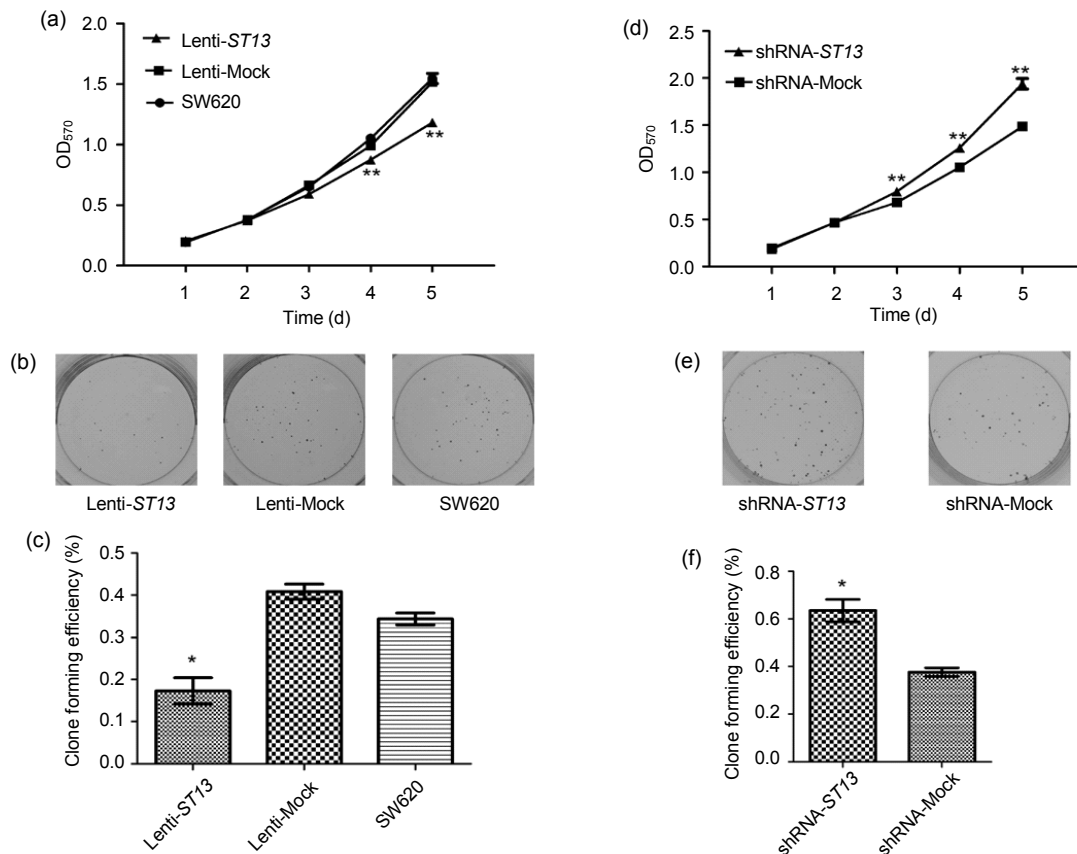 (a)
2.0
1.5
1.0
0.5
0.0
OD570
Lenti-ST13
Lenti-Mock
SW620
**
**
1 2 3 4 5
Time (d)
(b)
Lenti-ST13 Lenti-Mock SW620
(c)
0.5
0.4
0.3
0.2
0.1
0.0
Clone forming efficiency (%)
*
Lenti-ST13
Lenti-Mock
SW620
(d)
2.5
2.0
1.5
1.0
0.5
0.0
OD570
shRNA-ST13
shRNA-Mock
**
**
**
1 2 3 4 5
Time (d)
(e)
shRNA-ST13 shRNA-Mock
(f)
0.8
0.6
0.4
0.2
0.0
Clone forming efficiency (%)
*
shRNA-ST13
shRNA-Mock